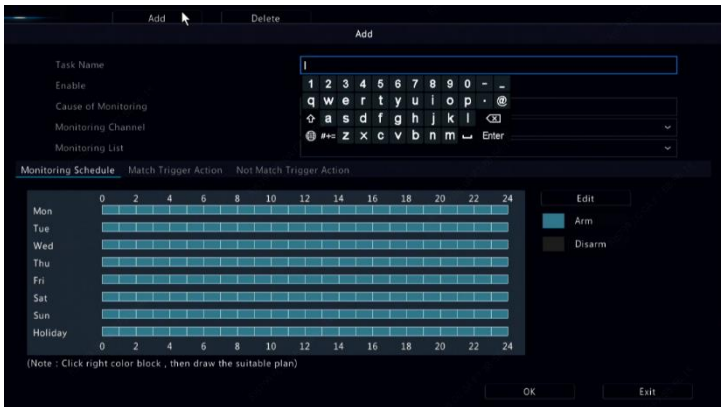 Add Delete
Add
Task Name
Enable
1 2 3 4 5 6 7 8 9 0 - _
Cause of Monitoring
q w e r t y u i o p . @
a s d f g h j k l
Monitoring Channel
#+= z x c v b n m Enter
Monitoring List
Monitoring Schedule Match Trigger Action Not Match Trigger Action
0 2 4 6 8 10 12 14 16 18 20 22 24
Edit
Mon
Arm
Tue
Wed
Disarm
Thu
Fri
Sat
Sun
Holiday
0 2 4 6 8 10 12 14 16 18 20 22 24
(Note : Click right color block , then draw the suitable plan)
OK Exit